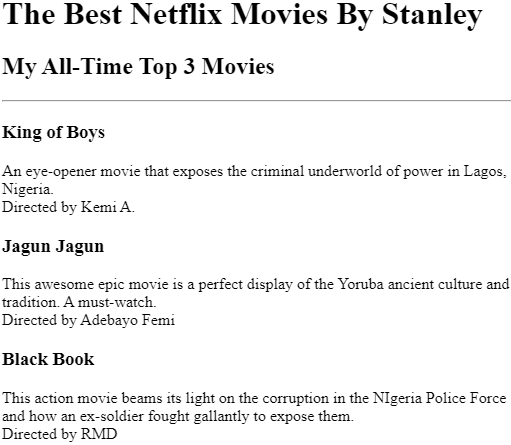 The Best Netflix Movies By Stanley
My All-Time Top 3 Movies
King of Boys
An eye-opener movie that exposes the criminal underworld of power in Lagos,
Nigeria.
Directed by Kemi A.
Jagun Jagun
This awesome epic movie is a perfect display of the Yoruba ancient culture and
tradition. A must-watch.
Directed by Adebayo Femi
Black Book
This action movie beams its light on the corruption in the NIgeria Police Force
and how an ex-soldier fought gallantly to expose them.
Directed by RMD